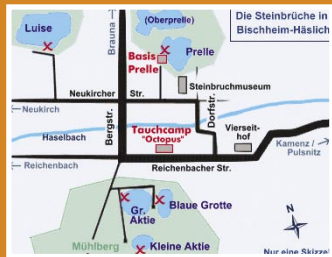 Luise
Brauna →
(Oberprelle)
Die Steinbrüche in
Bischheim-Häslich
Basis
Prelle
Prelle
Steinbruchmuseum
Neukircher Str.
← Neukirch
Bergstr.
Dorfstr.
Haselbach
Tauchcamp
"Octopus"
Vierseit-
hof
Kamenz /
Pulsnitz
← Reichenbach
Reichenbacher Str.
Gr.
Aktie
Blaue Grotte
Mühlberg
Kleine Aktie
N
Nur eine Skizze